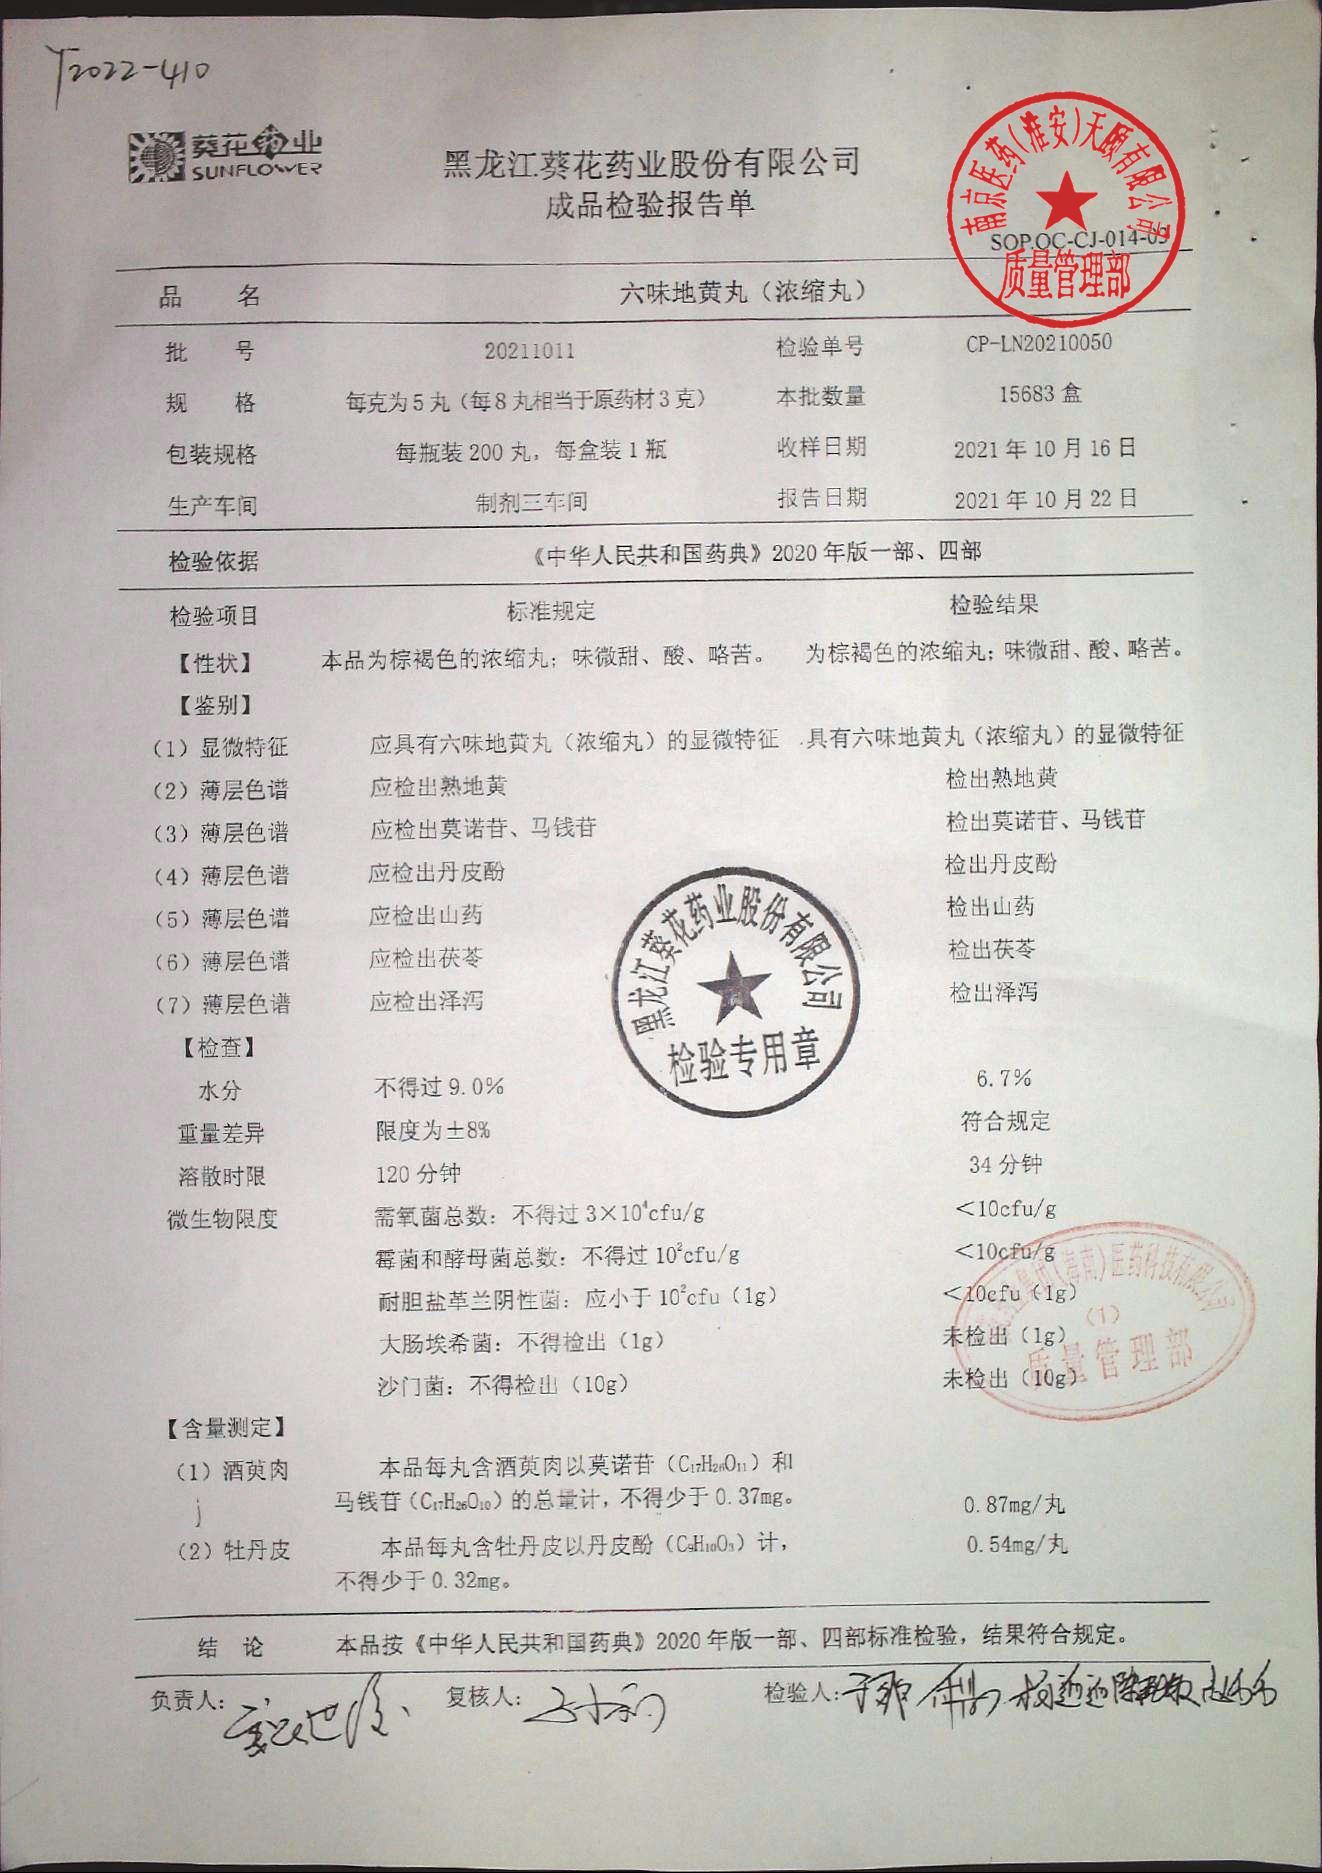 Y2022-410
葵花药业
SUNFLOWER
黑龙江葵花药业股份有限公司
成品检验报告单
南京医药(淮安)天颐有限公司
质量管理部
SOP.QC-CJ-014-03
品 名 六味地黄丸（浓缩丸）
批 号 20211011 检验单号 CP-LN20210050
规 格 每克为5丸（每8丸相当于原药材3克） 本批数量 15683盒
包装规格 每瓶装200丸，每盒装1瓶 收样日期 2021年10月16日
生产车间 制剂三车间 报告日期 2021年10月22日
检验依据 《中华人民共和国药典》2020年版一部、四部
检验项目 标准规定 检验结果
【性状】 本品为棕褐色的浓缩丸；味微甜、酸、略苦。 为棕褐色的浓缩丸；味微甜、酸、略苦。
【鉴别】
（1）显微特征 应具有六味地黄丸（浓缩丸）的显微特征 具有六味地黄丸（浓缩丸）的显微特征
（2）薄层色谱 应检出熟地黄 检出熟地黄
（3）薄层色谱 应检出莫诺苷、马钱苷 检出莫诺苷、马钱苷
（4）薄层色谱 应检出丹皮酚 检出丹皮酚
（5）薄层色谱 应检出山药 检出山药
（6）薄层色谱 应检出茯苓 检出茯苓
（7）薄层色谱 应检出泽泻 检出泽泻
黑龙江葵花药业股份有限公司
检验专用章
【检查】
水分 不得过9.0% 6.7%
重量差异 限度为±8% 符合规定
溶散时限 120分钟 34分钟
微生物限度 需氧菌总数：不得过3×10⁴cfu/g <10cfu/g
霉菌和酵母菌总数：不得过10²cfu/g <10cfu/g
耐胆盐革兰阴性菌：应小于10²cfu（1g） <10cfu（1g）
大肠埃希菌：不得检出（1g） 未检出（1g）
沙门菌：不得检出（10g） 未检出（10g）
医药科技有限公司
（1）
质量管理部
【含量测定】
（1）酒萸肉 本品每丸含酒萸肉以莫诺苷（C₁₇H₂₆O₁₁）和
马钱苷（C₁₇H₂₆O₁₀）的总量计，不得少于0.37mg。 0.87mg/丸
（2）牡丹皮 本品每丸含牡丹皮以丹皮酚（C₉H₁₀O₃）计， 0.54mg/丸
不得少于0.32mg。
结 论 本品按《中华人民共和国药典》2020年版一部、四部标准检验，结果符合规定。
负责人： 复核人： 检验人：